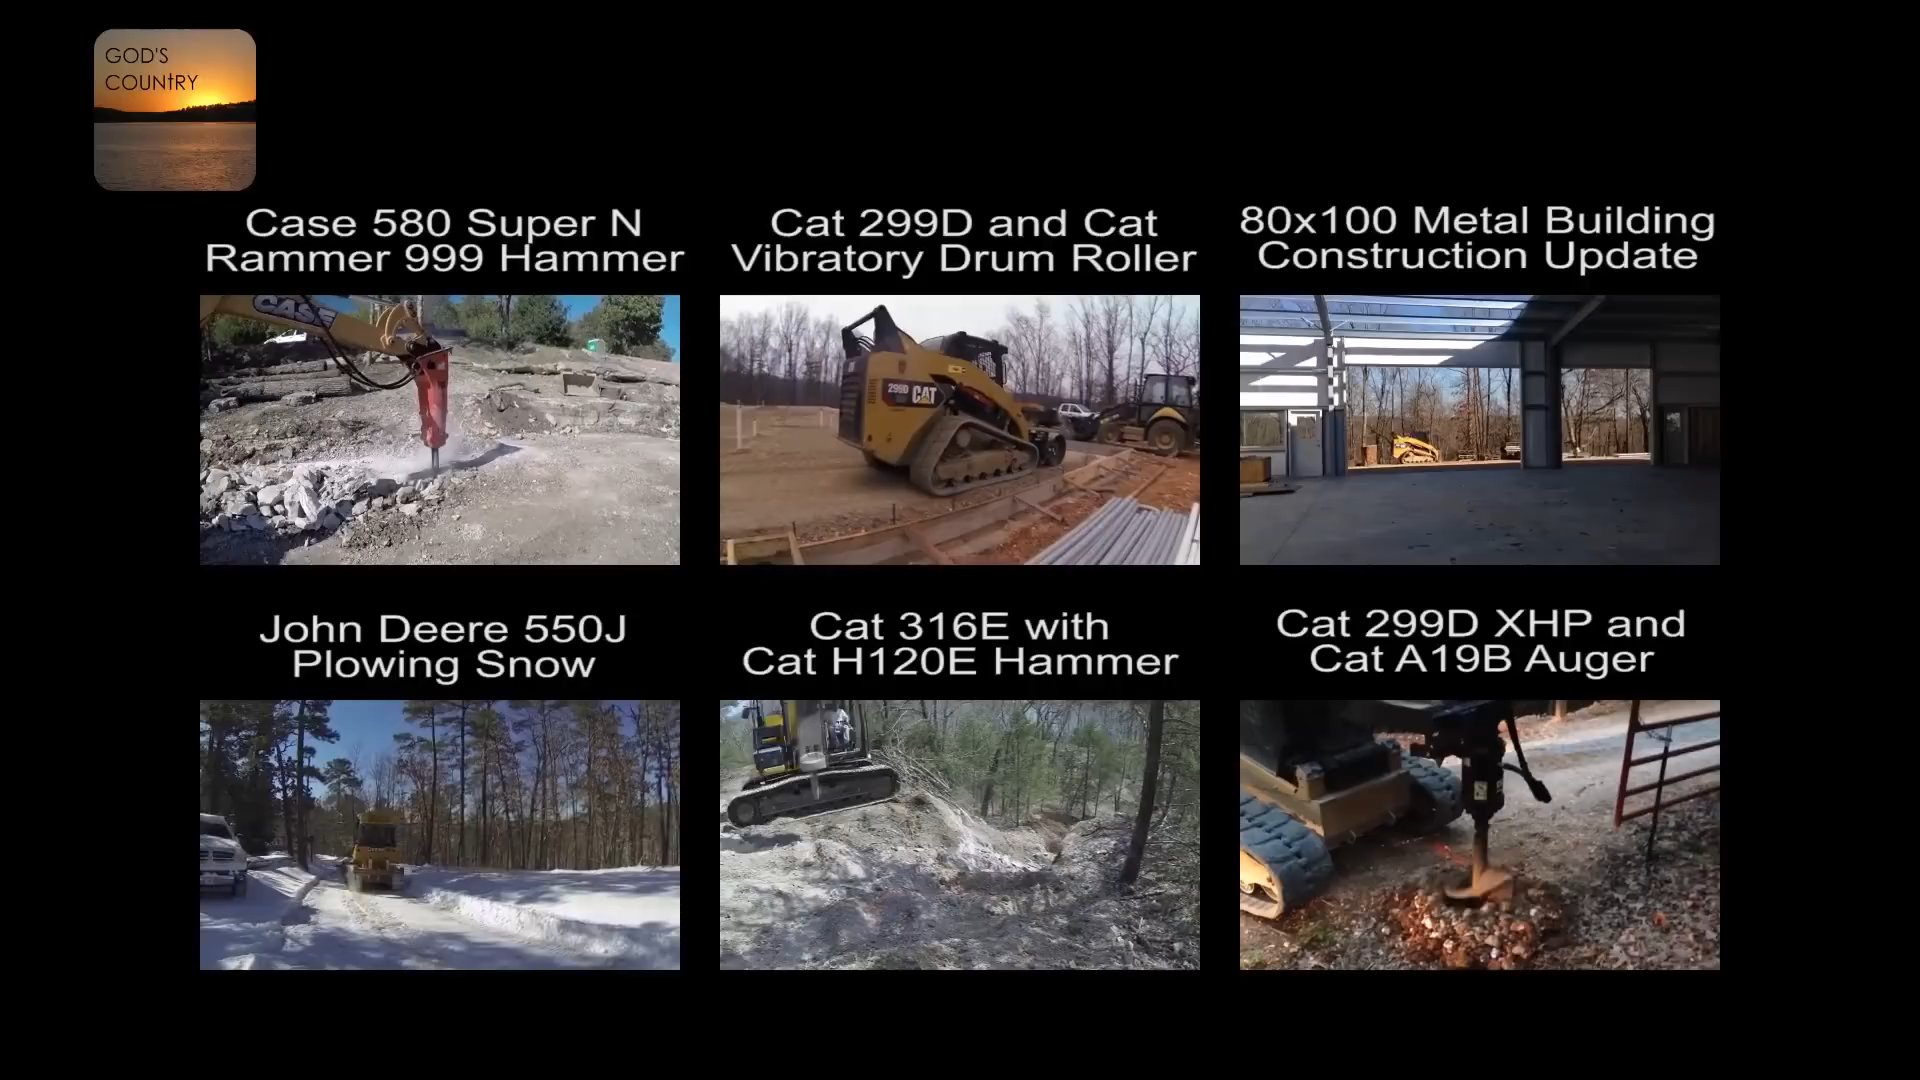 GOD'S
COUNTRY
Case 580 Super N
Rammer 999 Hammer
Cat 299D and Cat
Vibratory Drum Roller
80x100 Metal Building
Construction Update
CASE
299D CAT
John Deere 550J
Plowing Snow
Cat 316E with
Cat H120E Hammer
Cat 299D XHP and
Cat A19B Auger